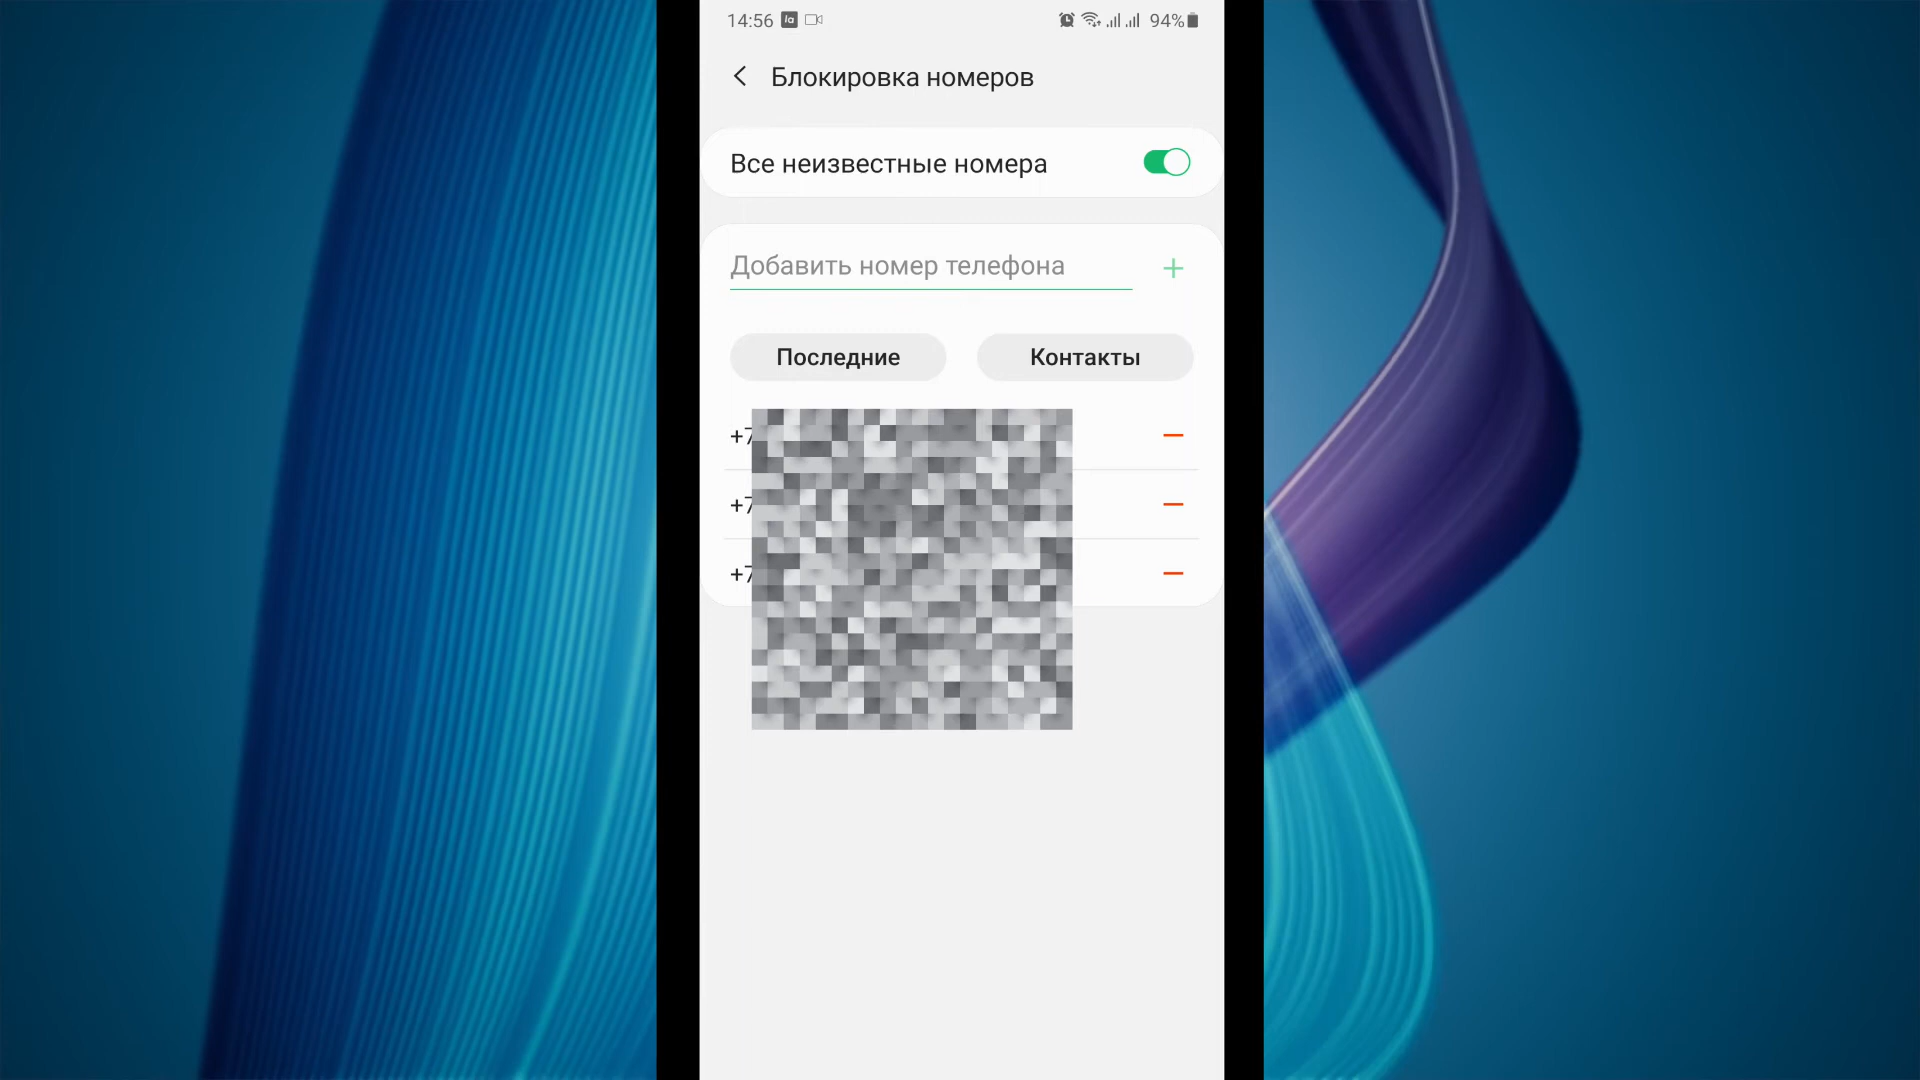 14:56 94%
Блокировка номеров
Все неизвестные номера
Добавить номер телефона
Последние Контакты
+7
+7
+7